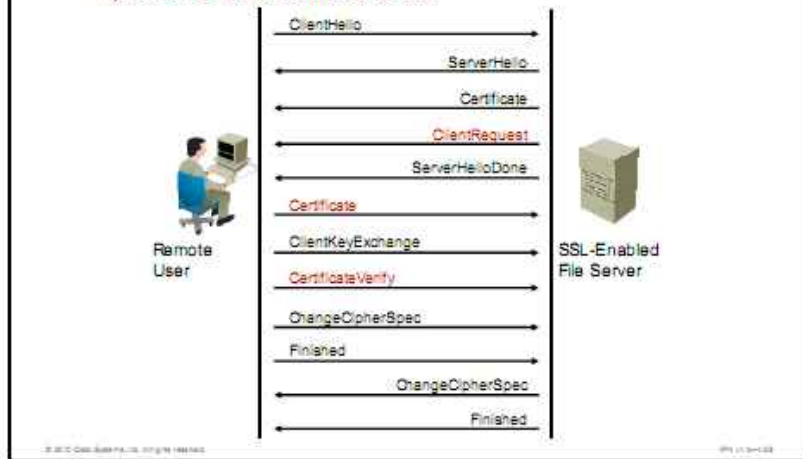 ClientHello
ServerHello
Certificate
ClientRequest
ServerHelloDone
Certificate
ClientKeyExchange
CertificateVerify
ChangeCipherSpec
Finished
ChangeCipherSpec
Finished
Remote
User
SSL-Enabled
File Server